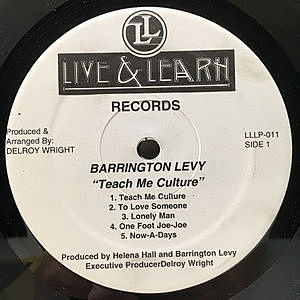 LL
LIVE & LEARN
RECORDS
Produced &
Arranged By:
DELROY WRIGHT
LLLP-011
SIDE 1
BARRINGTON LEVY
"Teach Me Culture"
1. Teach Me Culture
2. To Love Someone
3. Lonely Man
4. One Foot Joe-Joe
5. Now-A-Days
Produced by Helena Hall and Barrington Levy
Executive ProducerDelroy Wright